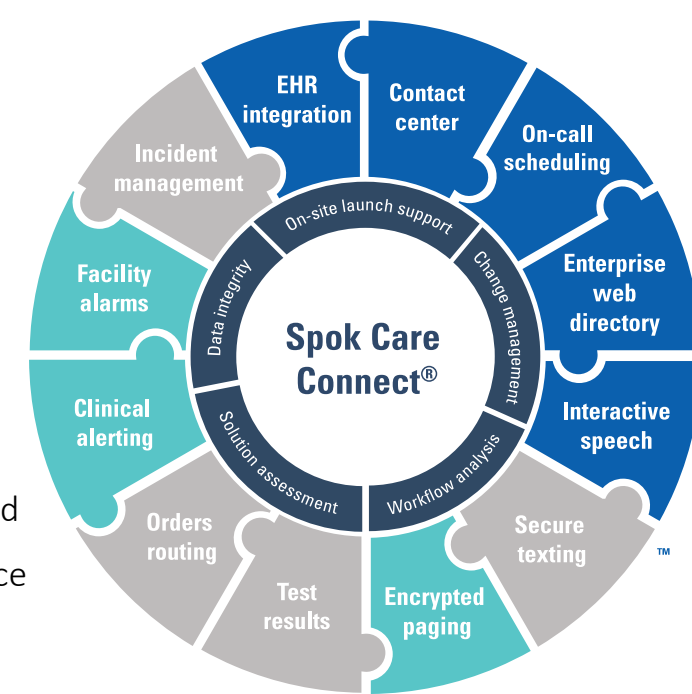 EHR
integration
Contact
center
On-call
scheduling
Enterprise
web
directory
Interactive
speech
Secure
texting
™
Encrypted
paging
Test
results
Orders
routing
Clinical
alerting
Facility
alarms
Incident
management
On-site launch support
Change management
Workflow analysis
Solution assessment
Data integrity
Spok Care
Connect®